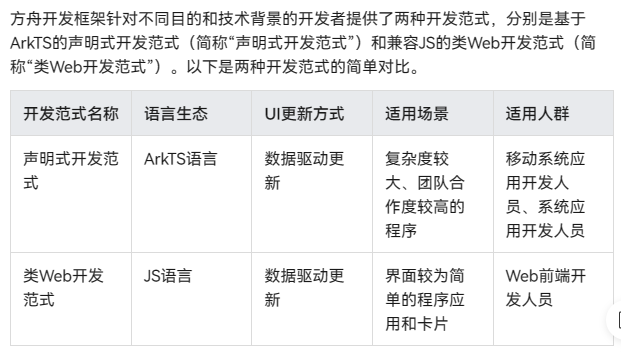 方舟开发框架针对不同目的和技术背景的开发者提供了两种开发范式，分别是基于
ArkTS的声明式开发范式（简称“声明式开发范式”）和兼容JS的类Web开发范式（简
称“类Web开发范式”）。以下是两种开发范式的简单对比。
开发范式名称 语言生态 UI更新方式 适用场景 适用人群
声明式开发范 ArkTS语言 数据驱动更 复杂度较 移动系统应
式 新 大、团队合 用开发人
作度较高的 员、系统应
程序 用开发人员
类Web开发 JS语言 数据驱动更 界面较为简 Web前端开
范式 新 单的程序应 发人员
用和卡片